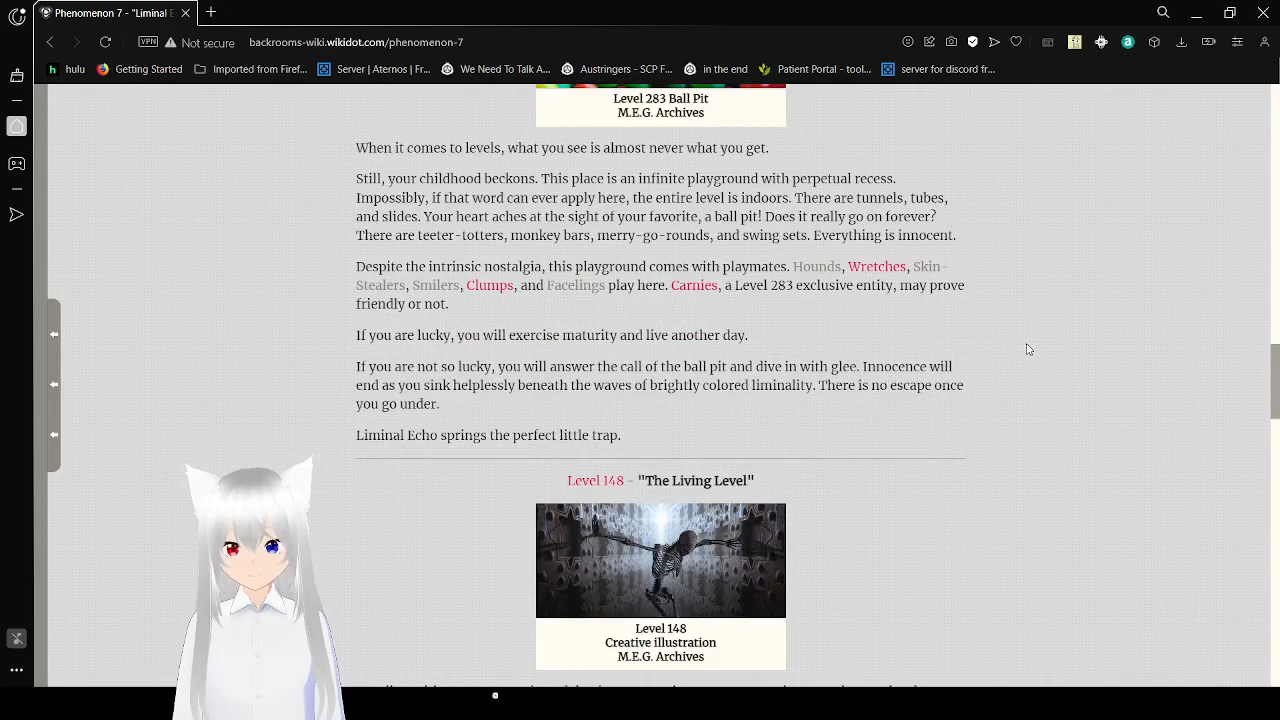 Phenomenon 7 - "Liminal E
VPN
Not secure
backrooms-wiki.wikidot.com/phenomenon-7
hulu
Getting Started
Imported from Firef...
Server | Aternos | Fr...
We Need To Talk A...
Austringers - SCP F...
in the end
Patient Portal - tool...
server for discord fr...
Level 283 Ball Pit
M.E.G. Archives
When it comes to levels, what you see is almost never what you get.
Still, your childhood beckons. This place is an infinite playground with perpetual recess.
Impossibly, if that word can ever apply here, the entire level is indoors. There are tunnels, tubes,
and slides. Your heart aches at the sight of your favorite, a ball pit! Does it really go on forever?
There are teeter-totters, monkey bars, merry-go-rounds, and swing sets. Everything is innocent.
Despite the intrinsic nostalgia, this playground comes with playmates. Hounds, Wretches, Skin-
Stealers, Smilers, Clumps, and Facelings play here. Carnies, a Level 283 exclusive entity, may prove
friendly or not.
If you are lucky, you will exercise maturity and live another day.
If you are not so lucky, you will answer the call of the ball pit and dive in with glee. Innocence will
end as you sink helplessly beneath the waves of brightly colored liminality. There is no escape once
you go under.
Liminal Echo springs the perfect little trap.
Level 148 - "The Living Level"
Level 148
Creative illustration
M.E.G. Archives